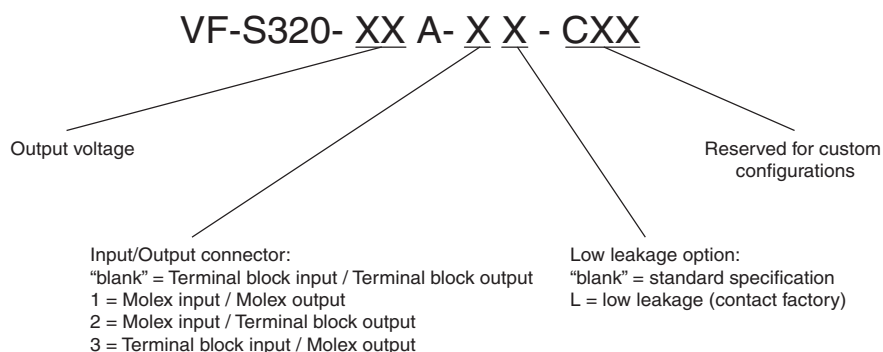 VF-S320- XX A- X X - CXX
Output voltage
Reserved for custom
configurations
Input/Output connector:
“blank” = Terminal block input / Terminal block output
1 = Molex input / Molex output
2 = Molex input / Terminal block output
3 = Terminal block input / Molex output
Low leakage option:
“blank” = standard specification
L = low leakage (contact factory)